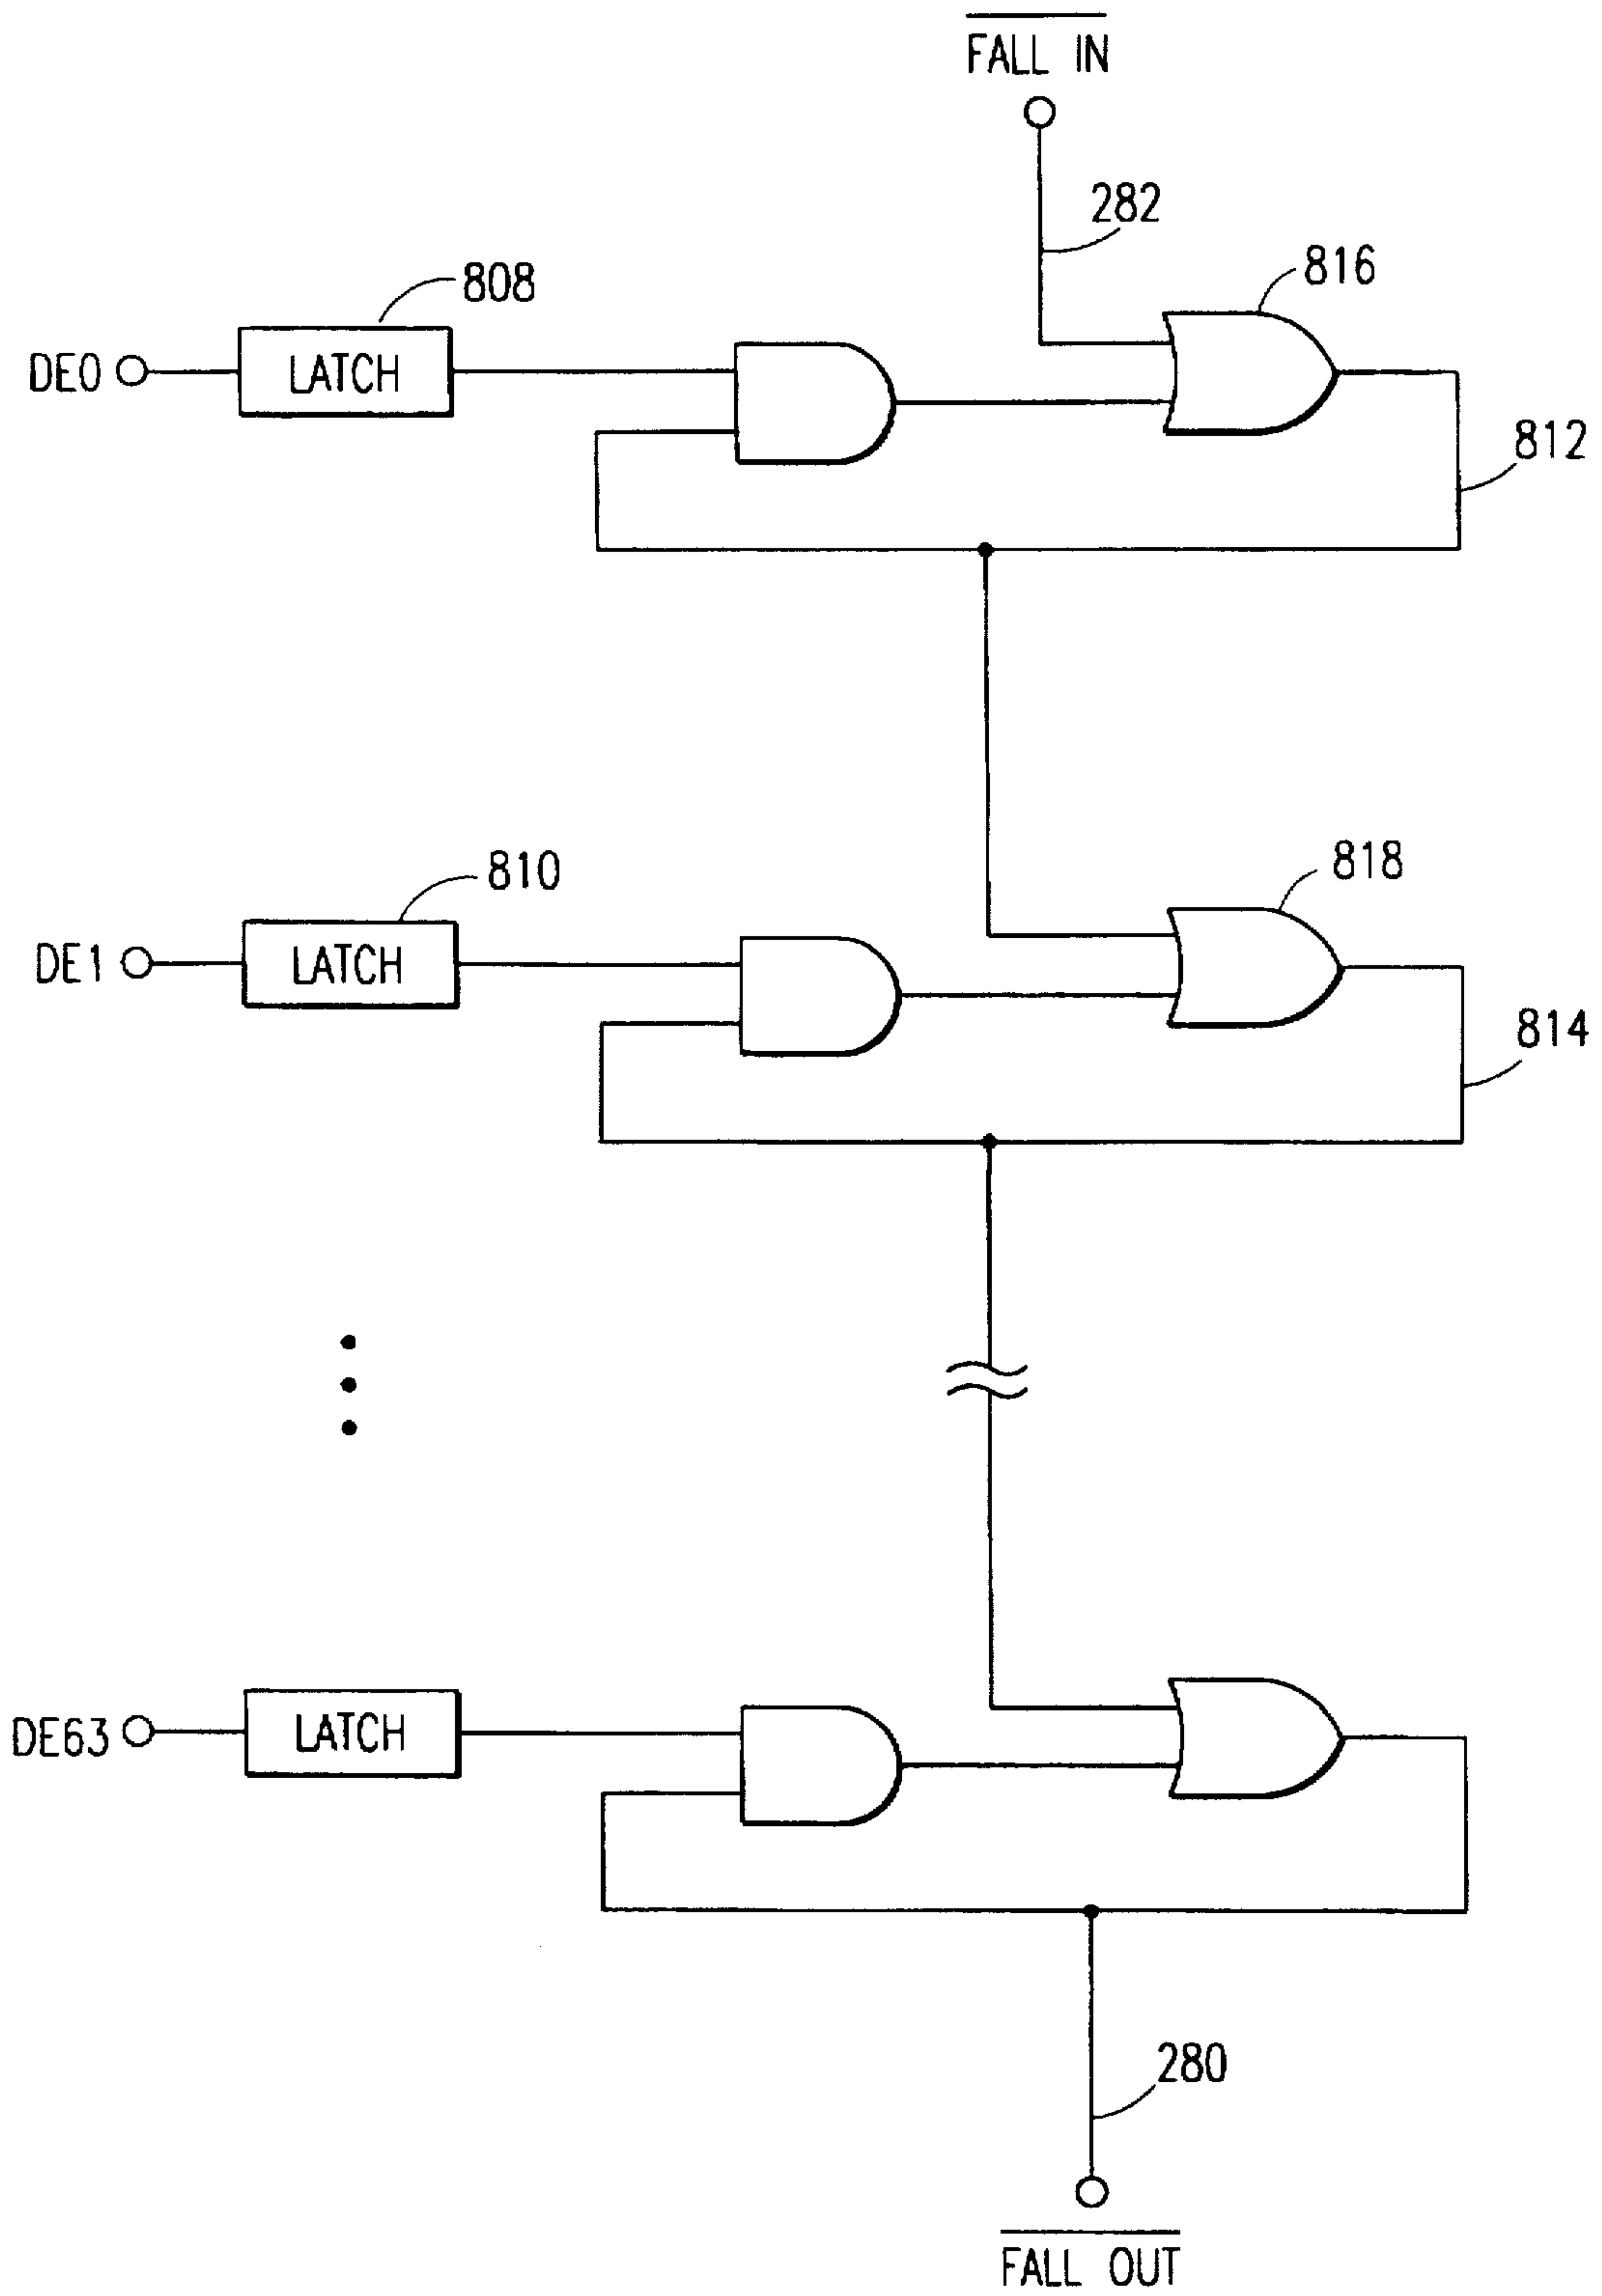 FALL IN
282
816
808
DE0
LATCH
812
818
810
DE1
LATCH
814
DE63
LATCH
280
FALL OUT